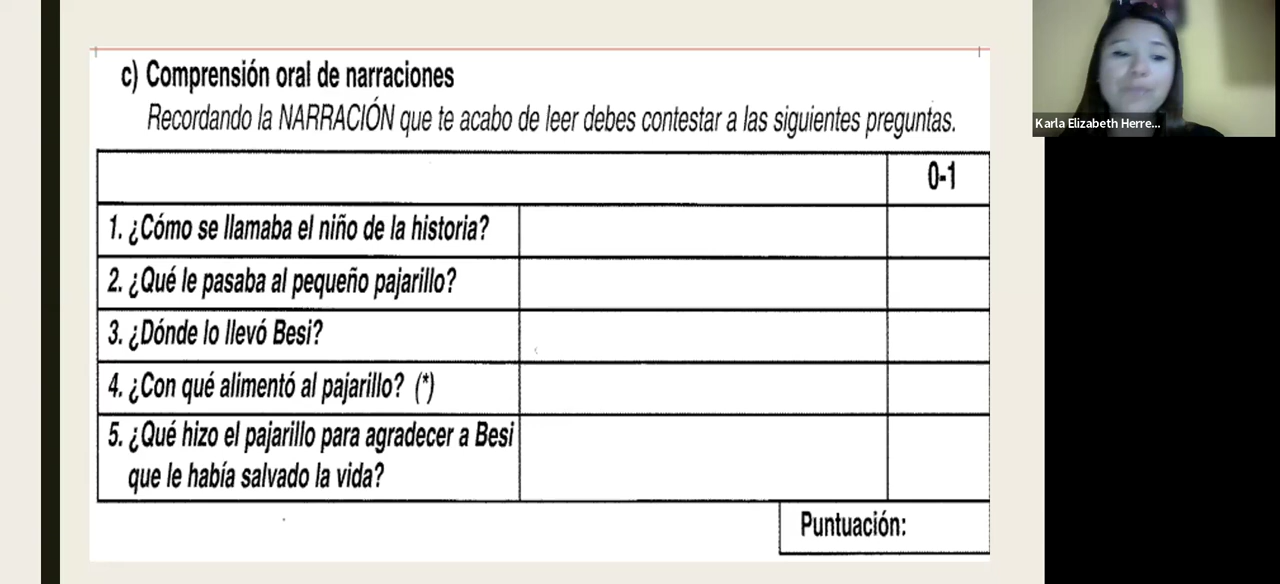 c) Comprensión oral de narraciones
Recordando la NARRACIÓN que te acabo de leer debes contestar a las siguientes preguntas.
0-1
1. ¿Cómo se llamaba el niño de la historia?
2. ¿Qué le pasaba al pequeño pajarillo?
3. ¿Dónde lo llevó Besi?
4. ¿Con qué alimentó al pajarillo? (*)
5. ¿Qué hizo el pajarillo para agradecer a Besi
que le había salvado la vida?
Puntuación:
Karla Elizabeth Herre...